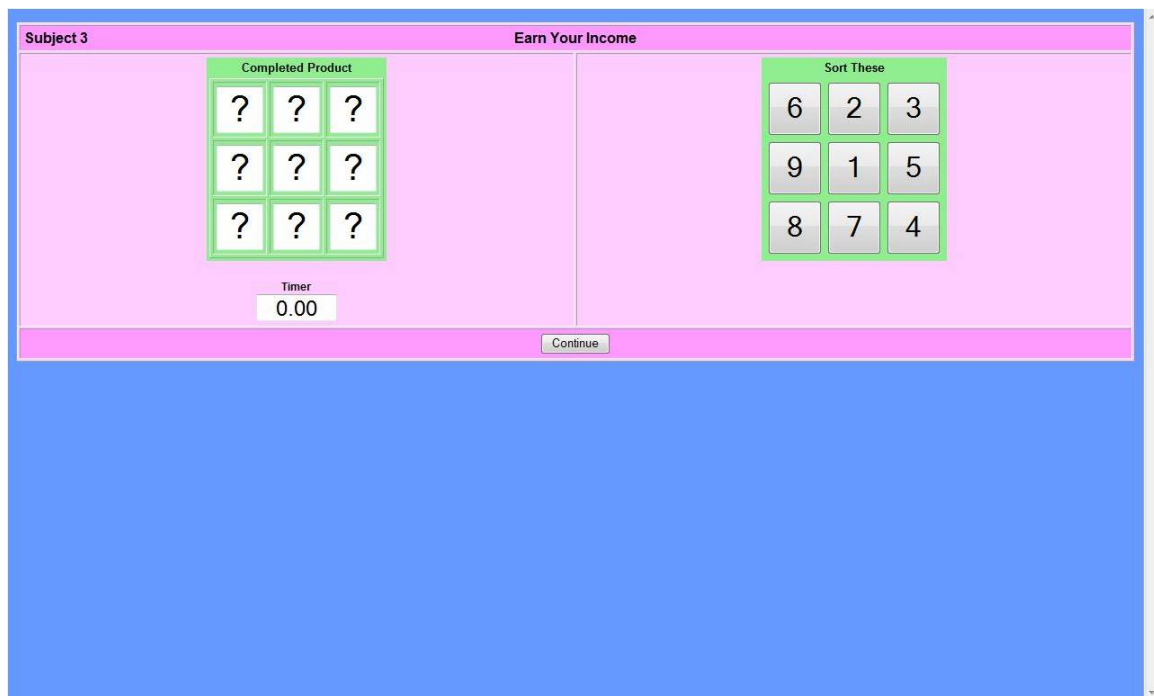 Subject 3 Earn Your Income
Completed Product
? ? ?
? ? ?
? ? ?
Timer
0.00
Sort These
6 2 3
9 1 5
8 7 4
Continue